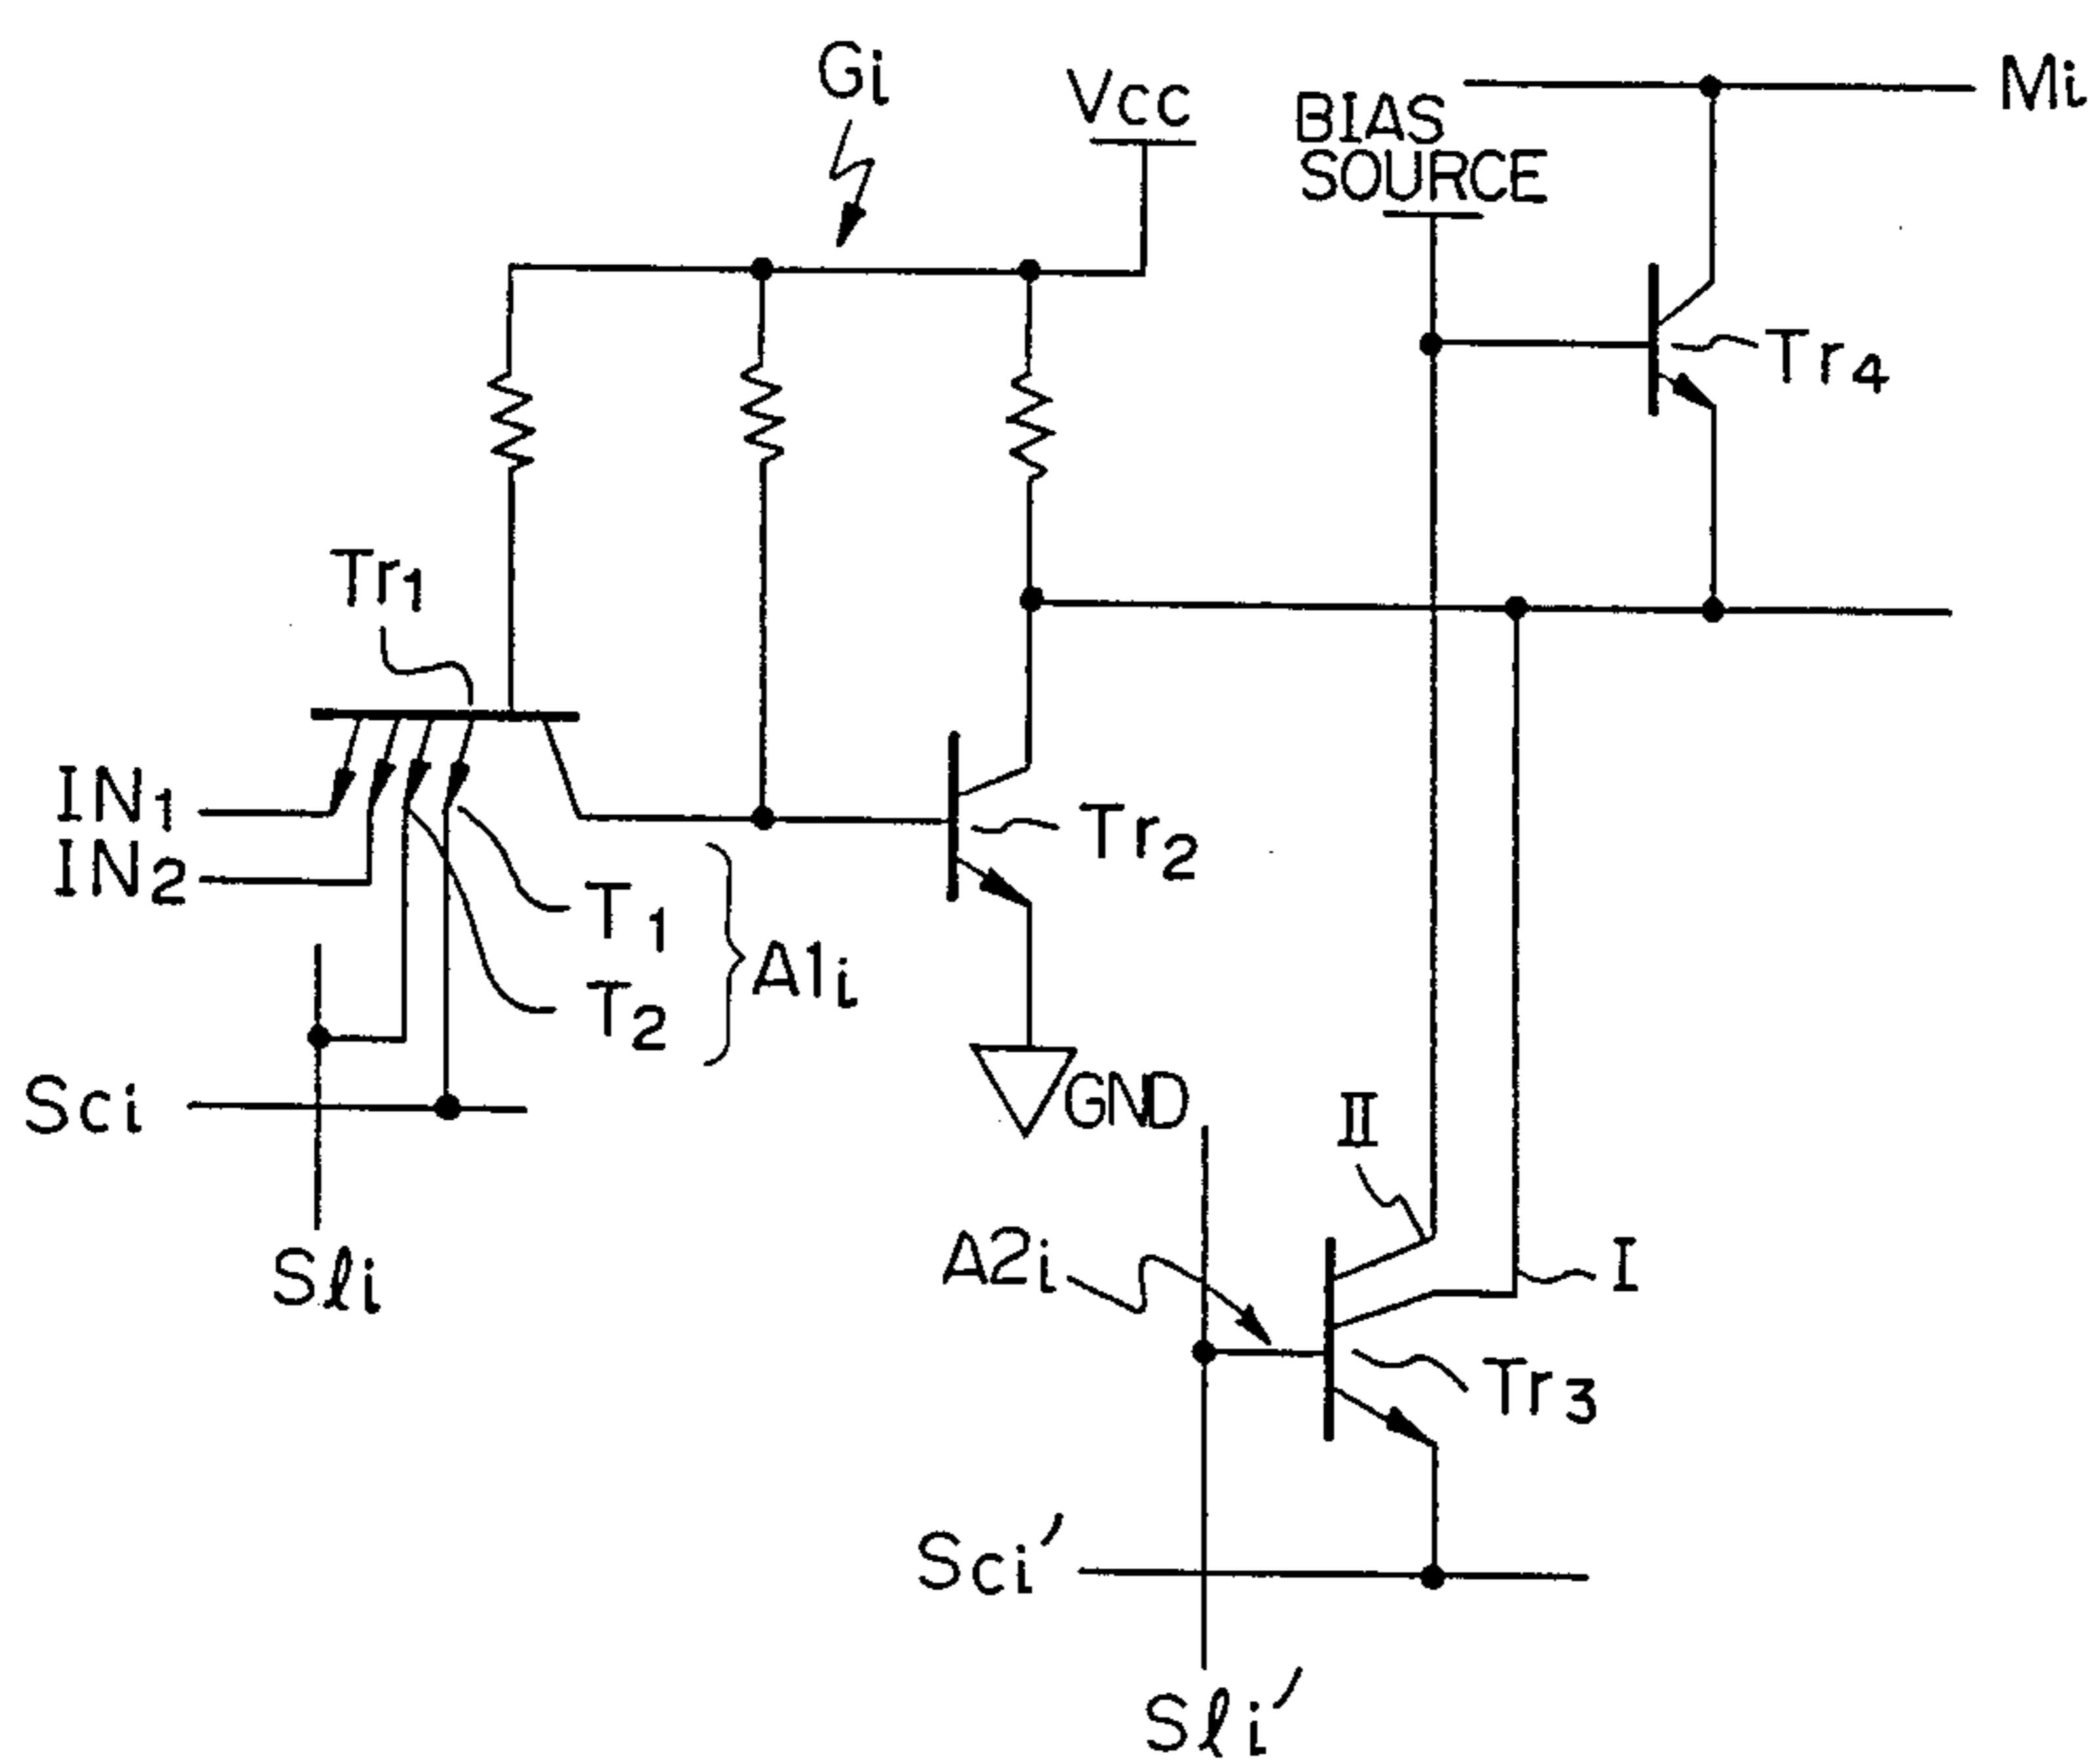 Gi
Vcc
BIAS
SOURCE
Mi
Tr4
Tr1
IN1
IN2
Tr2
T1
T2
A1i
Sci
GND
Sli
II
A2i
I
Tr3
Sci'
Sli'